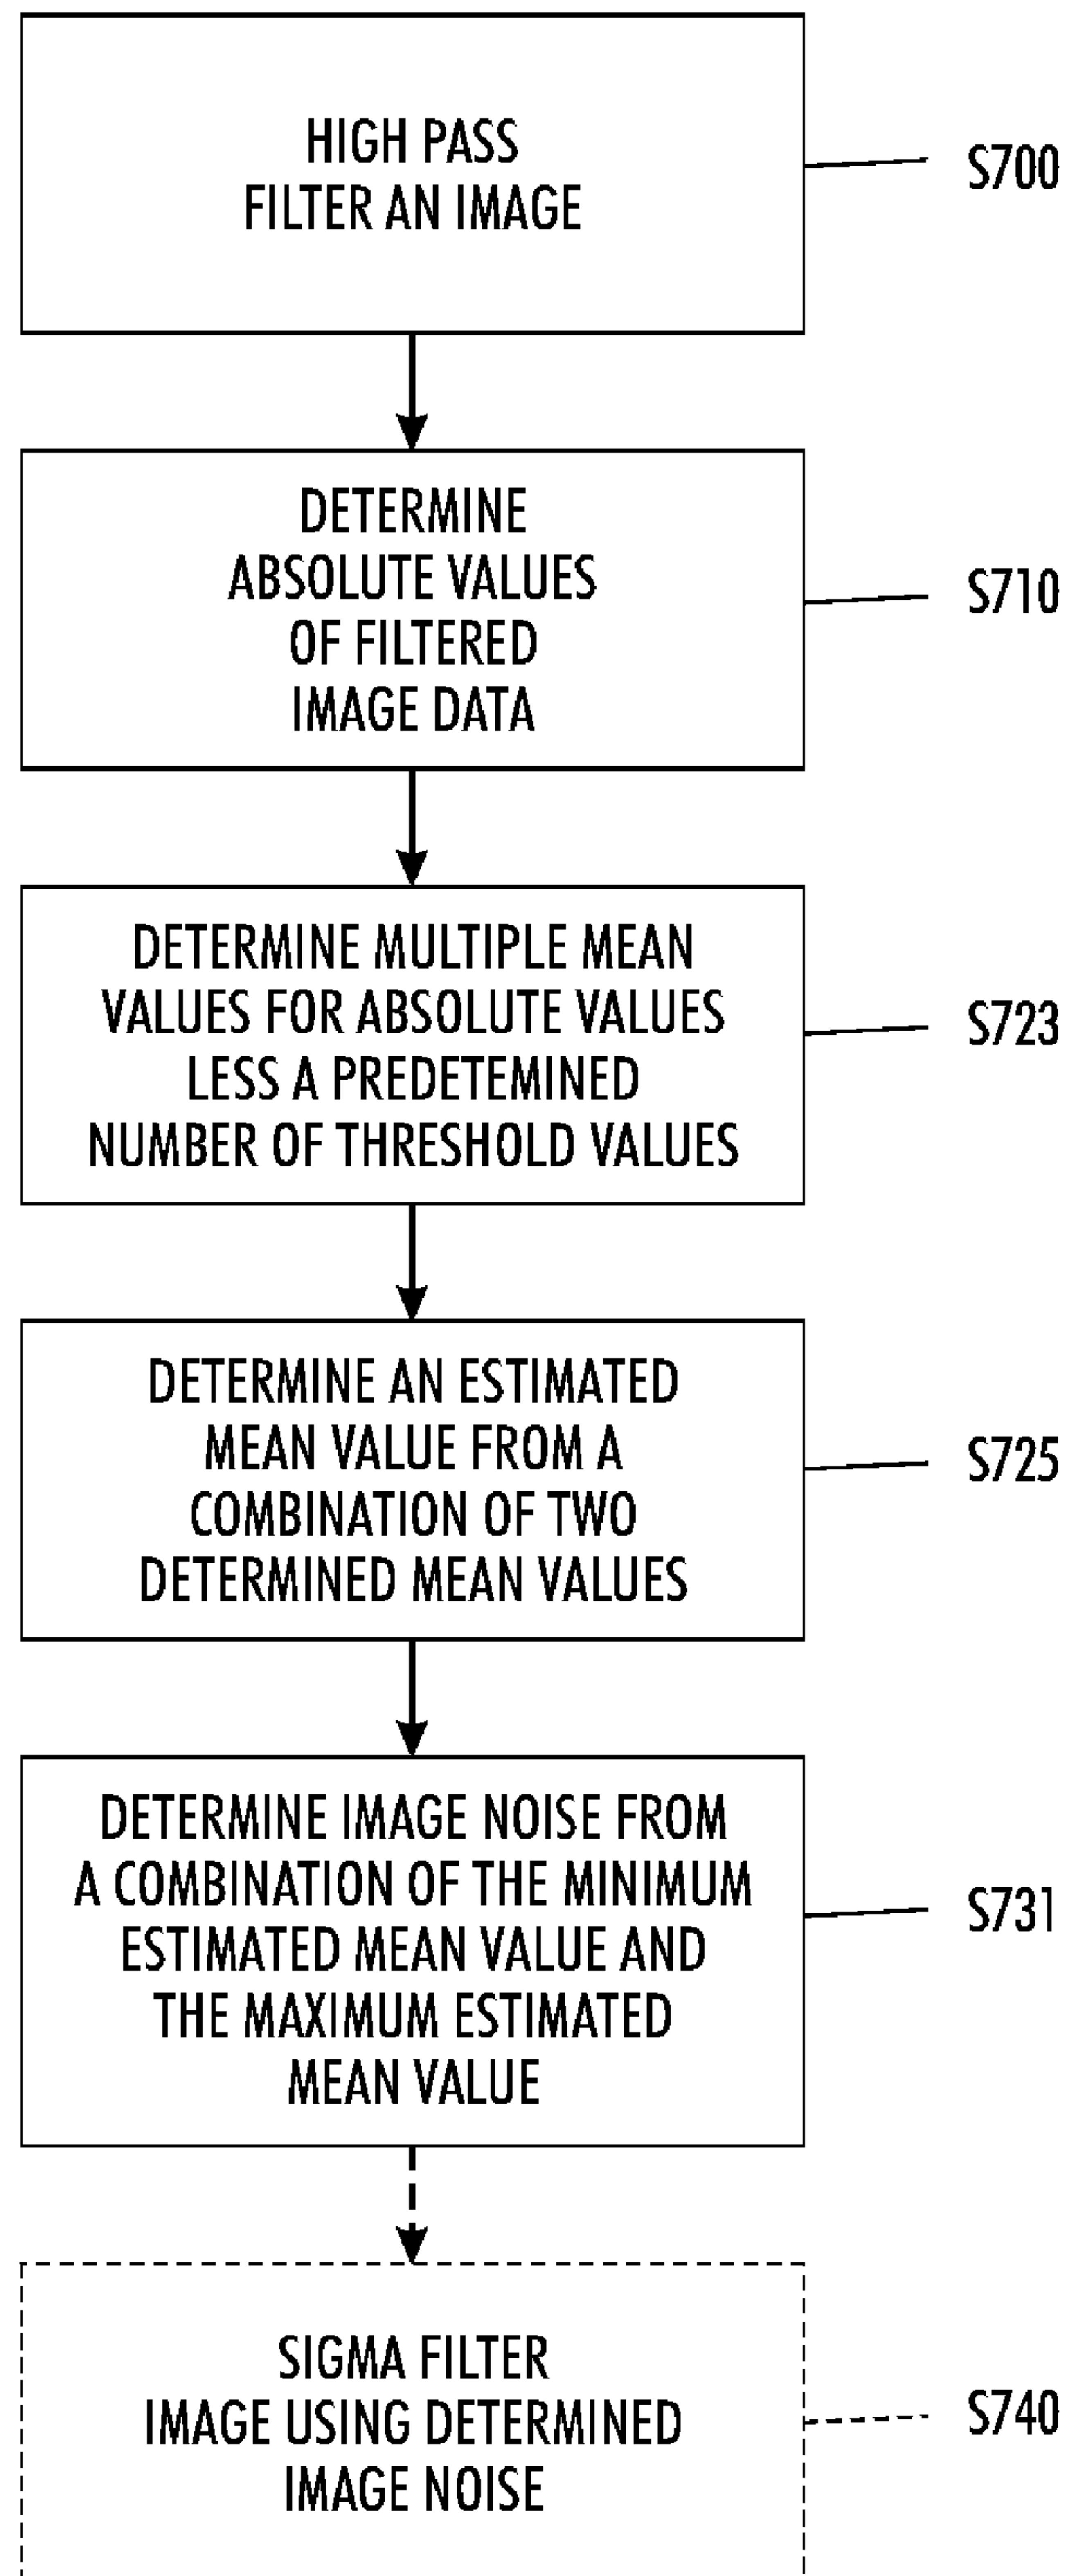 HIGH PASS
FILTER AN IMAGE
S700
DETERMINE
ABSOLUTE VALUES
OF FILTERED
IMAGE DATA
S710
DETERMINE MULTIPLE MEAN
VALUES FOR ABSOLUTE VALUES
LESS A PREDETEMINED
NUMBER OF THRESHOLD VALUES
S723
DETERMINE AN ESTIMATED
MEAN VALUE FROM A
COMBINATION OF TWO
DETERMINED MEAN VALUES
S725
DETERMINE IMAGE NOISE FROM
A COMBINATION OF THE MINIMUM
ESTIMATED MEAN VALUE AND
THE MAXIMUM ESTIMATED
MEAN VALUE
S731
SIGMA FILTER
IMAGE USING DETERMINED
IMAGE NOISE
S740